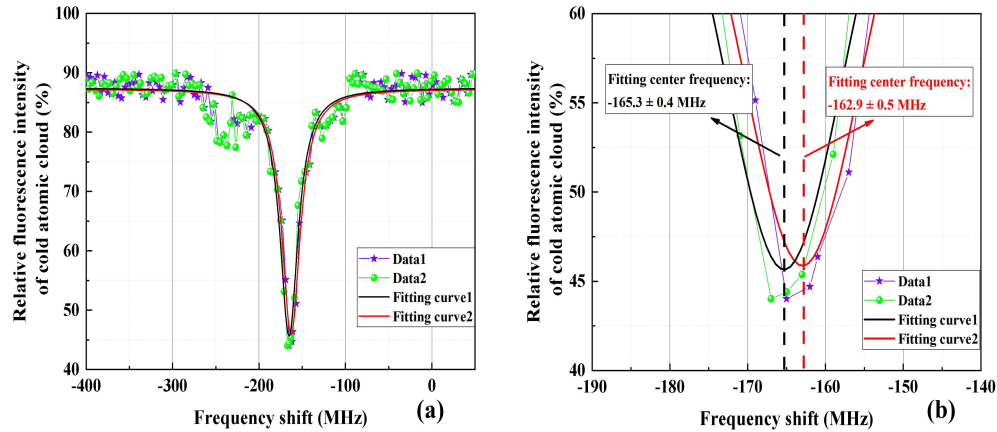 Relative fluorescence intensity
of cold atomic cloud (%)
100
90
80
70
60
50
40
Data1
Data2
Fitting curve1
Fitting curve2
-400
-300
-200
-100
0
Frequency shift (MHz)
(a)
Relative fluorescence intensity
of cold atomic cloud (%)
60
55
50
45
40
Fitting center frequency:
-165.3 ± 0.4 MHz
Fitting center frequency:
-162.9 ± 0.5 MHz
Data1
Data2
Fitting curve1
Fitting curve2
-190
-180
-170
-160
-150
-140
Frequency shift (MHz)
(b)